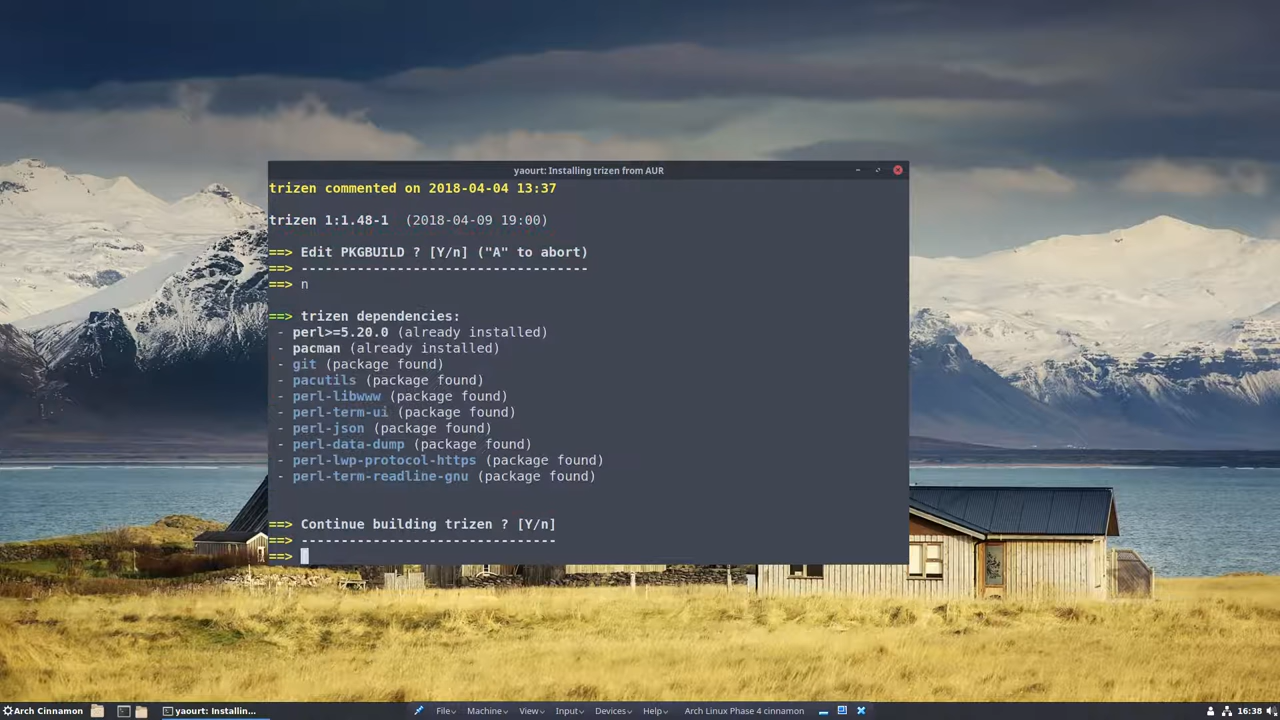 yaourt: Installing trizen from AUR
trizen commented on 2018-04-04 13:37
trizen 1:1.48-1  (2018-04-09 19:00)
==> Edit PKGBUILD ? [Y/n] ("A" to abort)
==> ------------------------------------
==> n
==> trizen dependencies:
- perl>=5.20.0 (already installed)
- pacman (already installed)
- git (package found)
- pacutils (package found)
- perl-libwww (package found)
- perl-term-ui (package found)
- perl-json (package found)
- perl-data-dump (package found)
- perl-lwp-protocol-https (package found)
- perl-term-readline-gnu (package found)
==> Continue building trizen ? [Y/n]
==> --------------------------------
==>
Arch Cinnamon yaourt: Installin... File Machine View Input Devices Help Arch Linux Phase 4 cinnamon 16:38